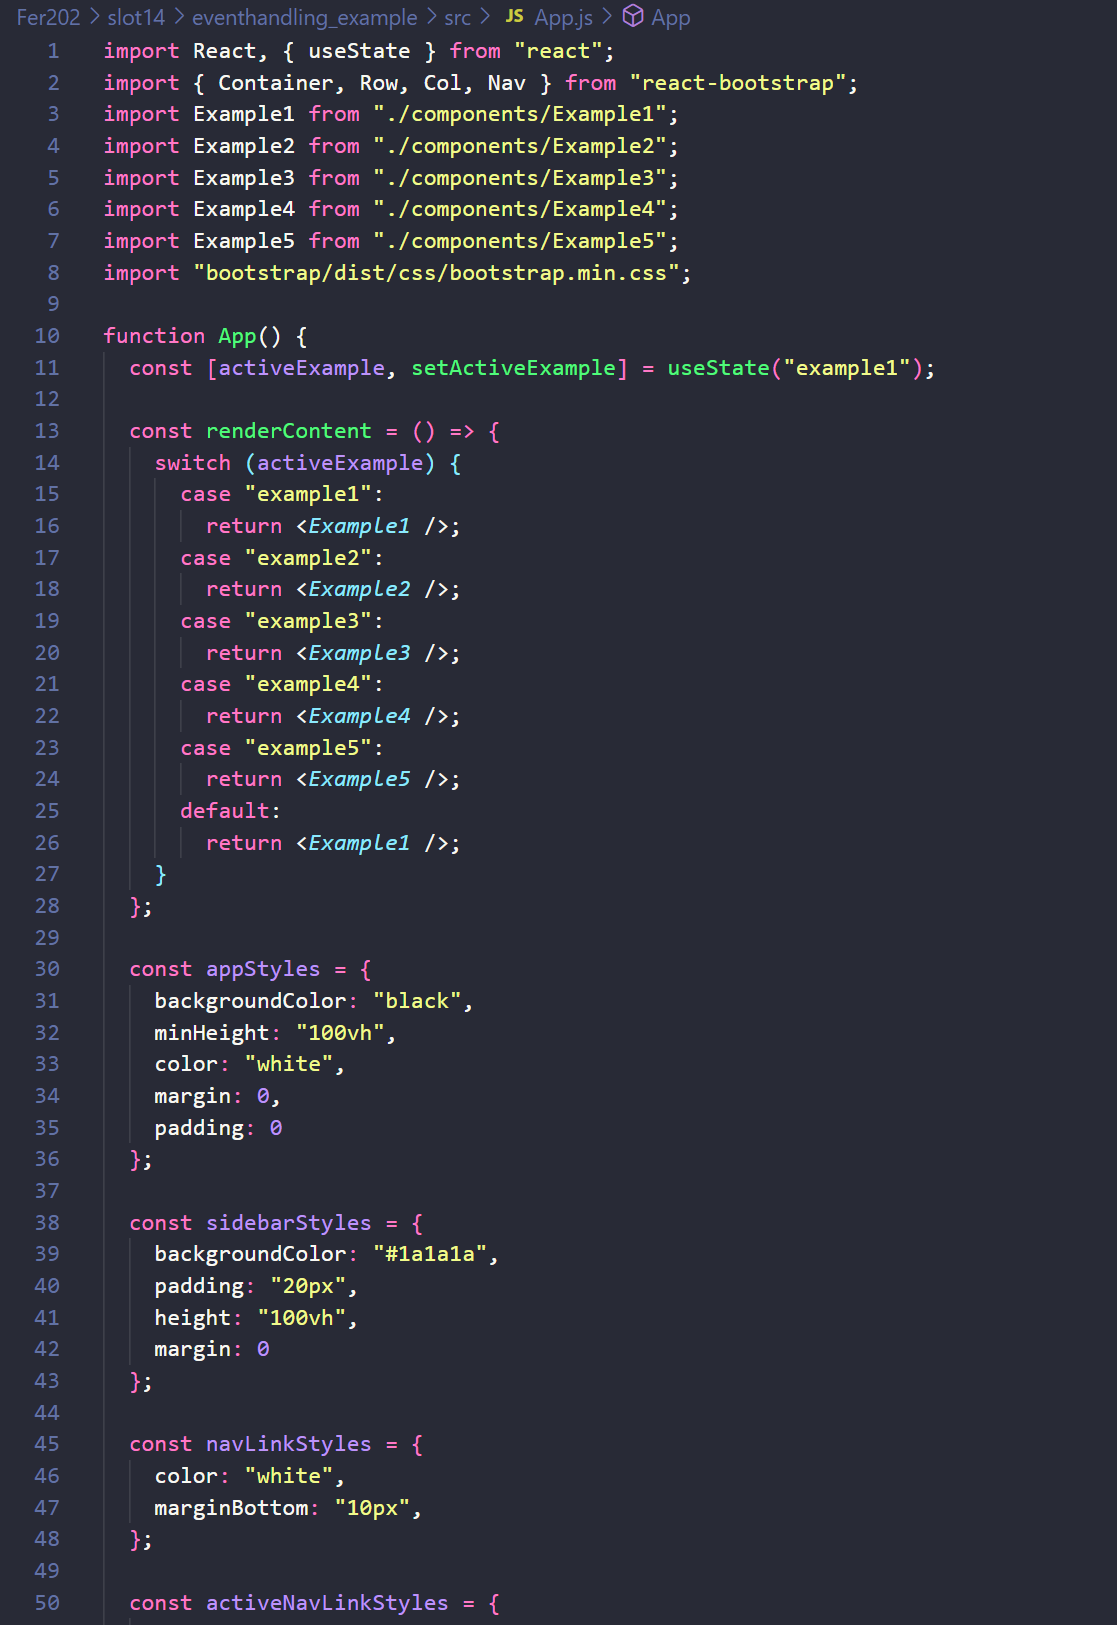 Fer202 > slot14 > eventhandling_example > src > JS App.js > App
1 import React, { useState } from "react";
2 import { Container, Row, Col, Nav } from "react-bootstrap";
3 import Example1 from "./components/Example1";
4 import Example2 from "./components/Example2";
5 import Example3 from "./components/Example3";
6 import Example4 from "./components/Example4";
7 import Example5 from "./components/Example5";
8 import "bootstrap/dist/css/bootstrap.min.css";
9
10 function App() {
11   const [activeExample, setActiveExample] = useState("example1");
12
13   const renderContent = () => {
14     switch (activeExample) {
15       case "example1":
16         return <Example1 />;
17       case "example2":
18         return <Example2 />;
19       case "example3":
20         return <Example3 />;
21       case "example4":
22         return <Example4 />;
23       case "example5":
24         return <Example5 />;
25       default:
26         return <Example1 />;
27     }
28   };
29
30   const appStyles = {
31     backgroundColor: "black",
32     minHeight: "100vh",
33     color: "white",
34     margin: 0,
35     padding: 0
36   };
37
38   const sidebarStyles = {
39     backgroundColor: "#1a1a1a",
40     padding: "20px",
41     height: "100vh",
42     margin: 0
43   };
44
45   const navLinkStyles = {
46     color: "white",
47     marginBottom: "10px",
48   };
49
50   const activeNavLinkStyles = {